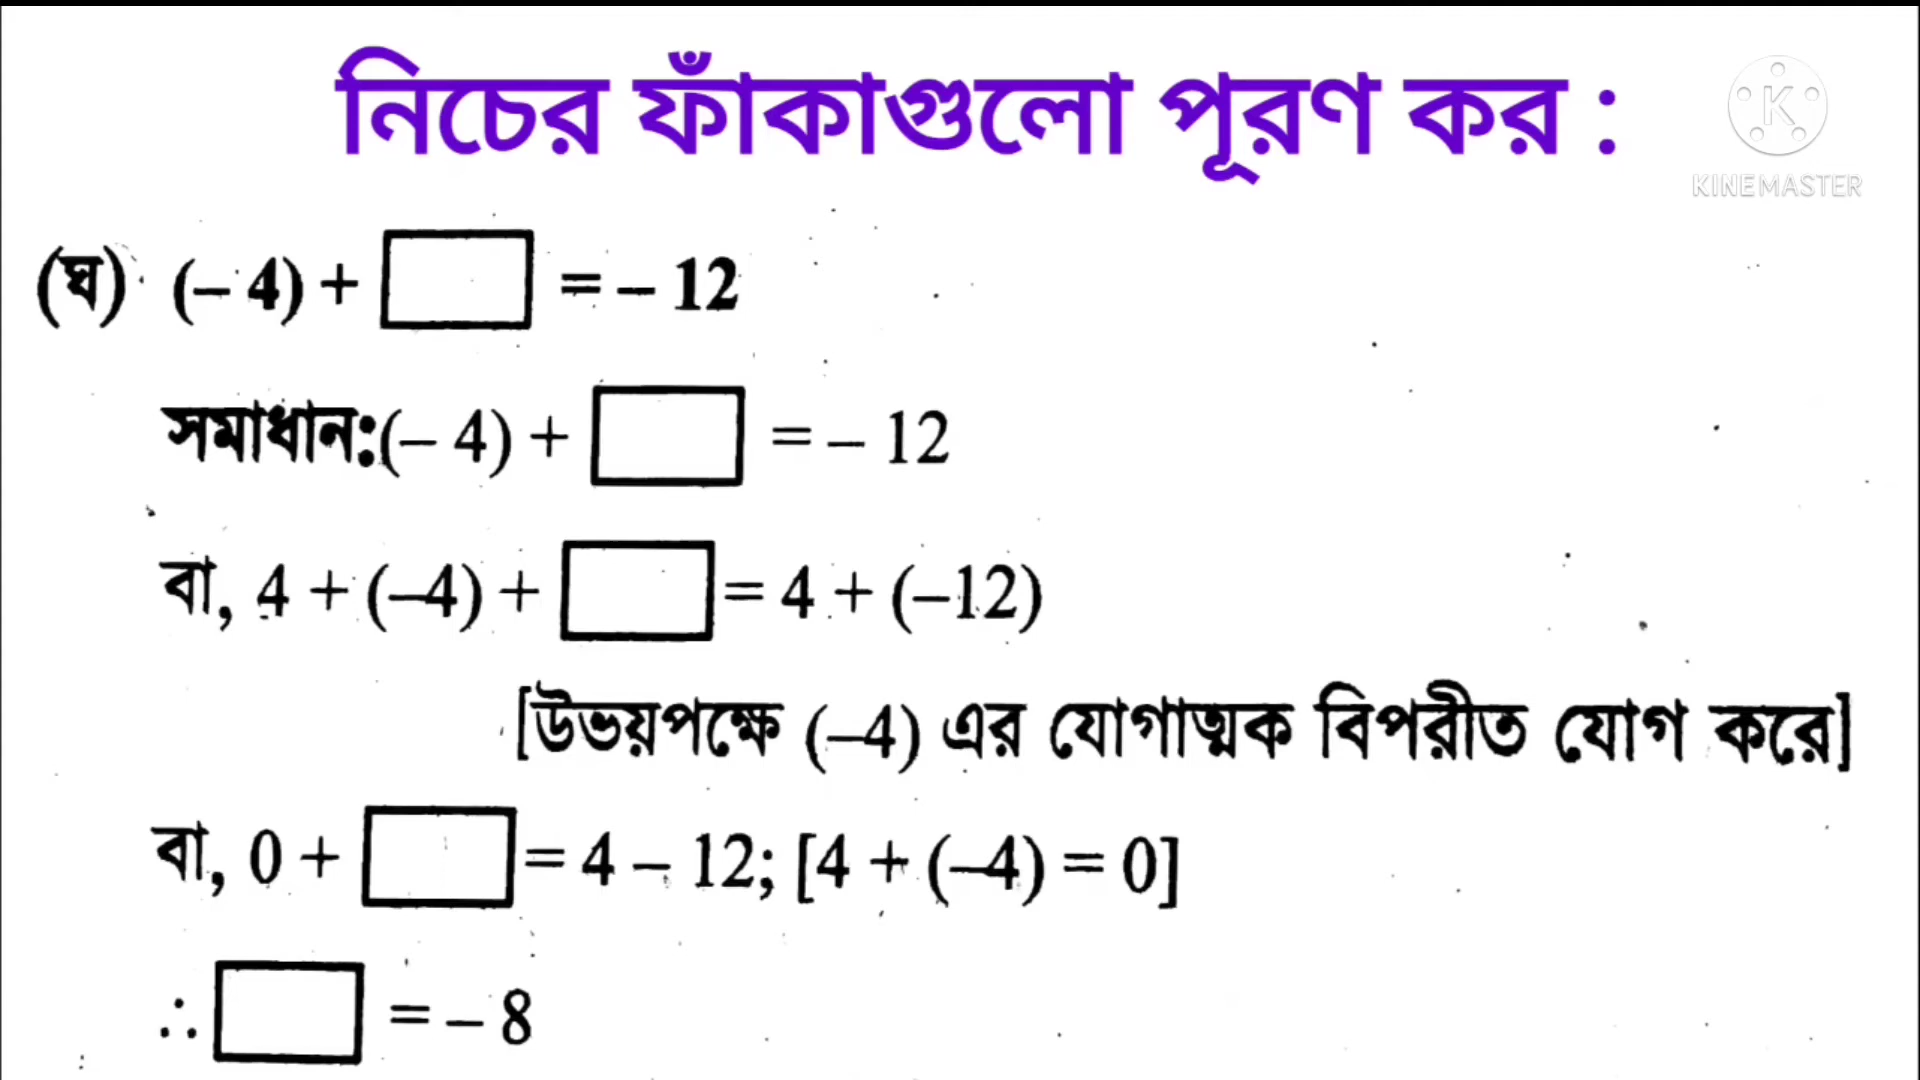 নিচের ফাঁকাগুলো পূরণ কর :
K
KINEMASTER
(ঘ) (– 4) + □ = – 12
সমাধান:(– 4) + □ = – 12
বা, 4 + (–4) + □ = 4 + (–12)
[উভয়পক্ষে (–4) এর যোগাত্মক বিপরীত যোগ করে]
বা, 0 + □ = 4 – 12; [4 + (–4) = 0]
∴ □ = – 8